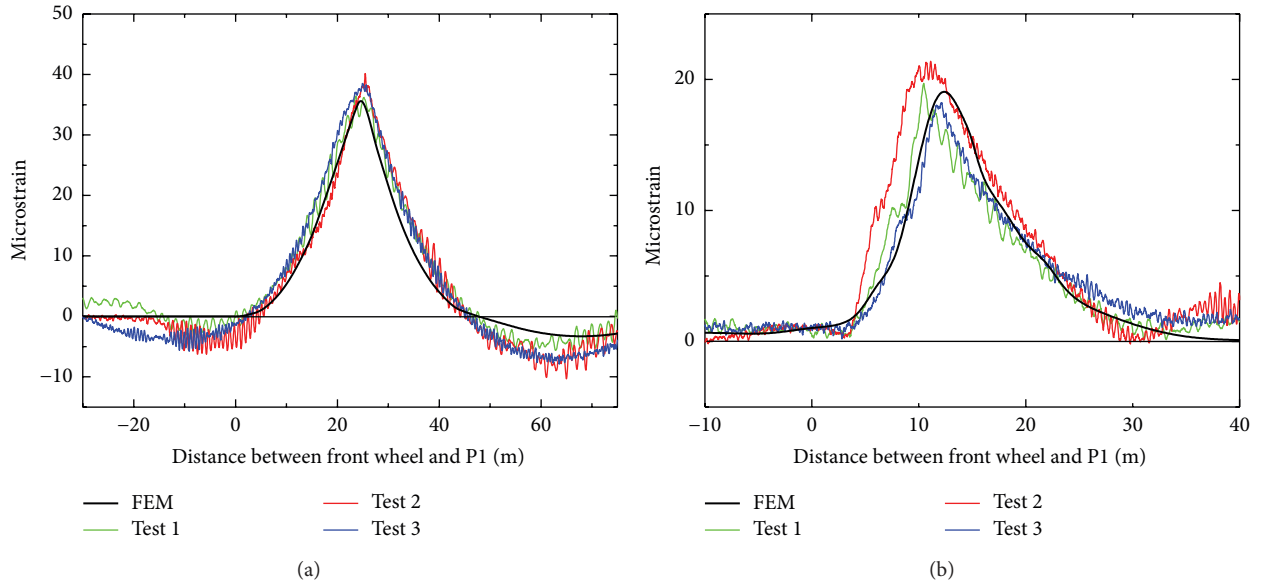 50
40
30
20
10
0
−10
Microstrain
−20 0 20 40 60
Distance between front wheel and P1 (m)
FEM
Test 1
Test 2
Test 3
(a)
20
10
0
Microstrain
−10 0 10 20 30 40
Distance between front wheel and P1 (m)
FEM
Test 1
Test 2
Test 3
(b)